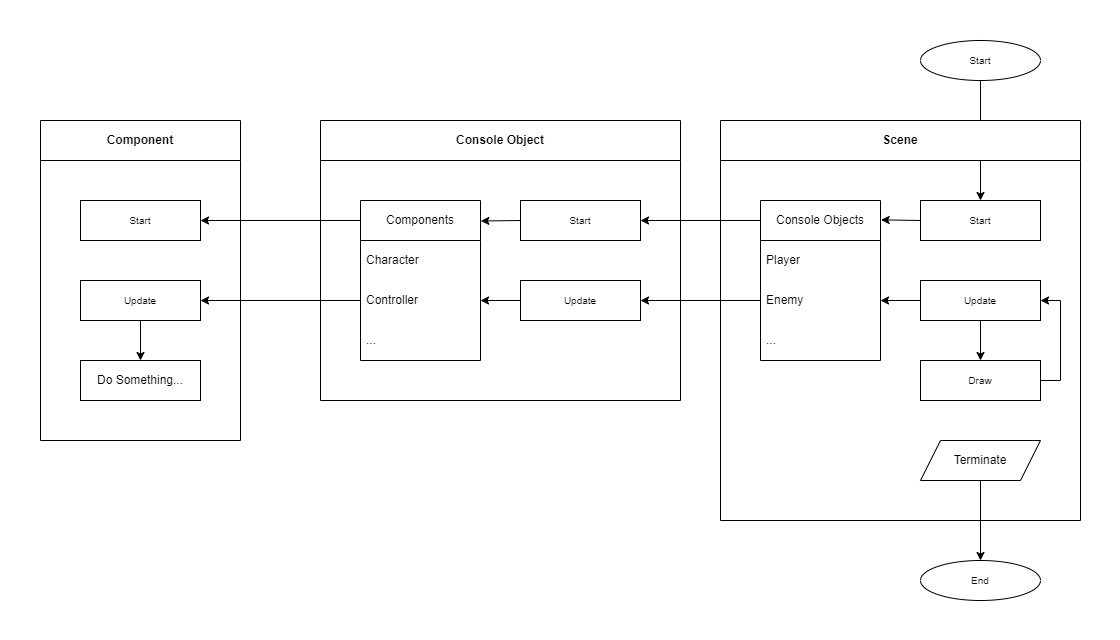 Start
Component
Console Object
Scene
Start
Components
Start
Console Objects
Start
Character
Player
Update
Controller
Update
Enemy
Update
...
...
Do Something...
Draw
Terminate
End